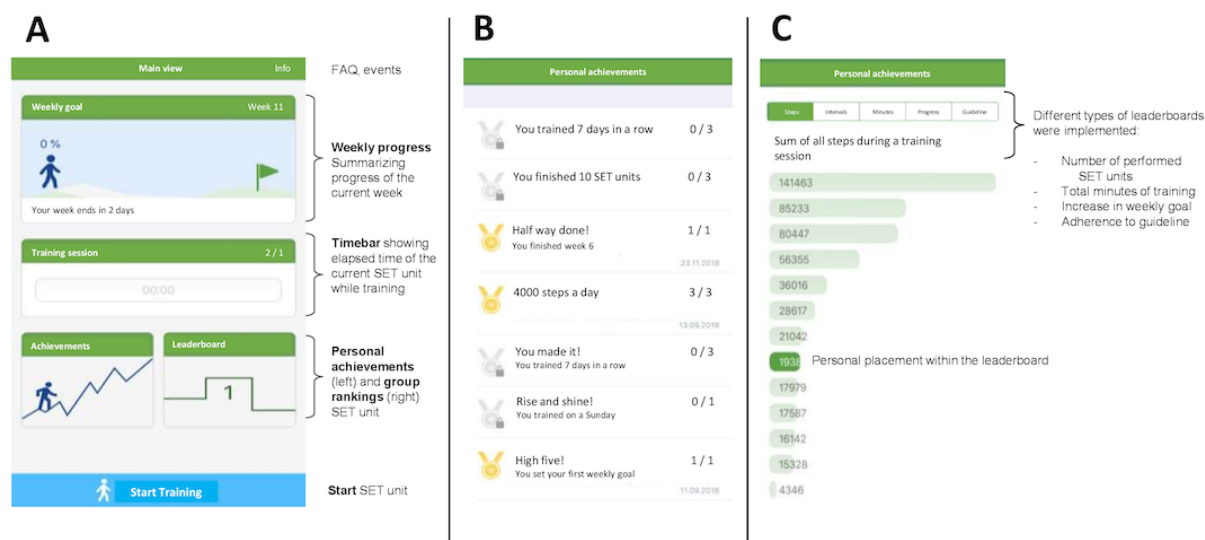 A
Main view Info
FAQ, events
Weekly goal Week 11
0 %
Your week ends in 2 days
Weekly progress
Summarizing
progress of the
current week
Training session 2 / 1
00:00
Timebar showing
elapsed time of the
current SET unit
while training
Achievements
Leaderboard
1
Personal
achievements
(left) and group
rankings (right)
SET unit
Start Training
Start SET unit
B
Personal achievements
You trained 7 days in a row 0 / 3
You finished 10 SET units 0 / 3
Half way done! 1 / 1
You finished week 6
23.11.2018
4000 steps a day 3 / 3
13.09.2018
You made it! 0 / 3
You trained 7 days in a row
Rise and shine! 0 / 1
You trained on a Sunday
High five! 1 / 1
You set your first weekly goal
11.09.2018
C
Personal achievements
Steps Intervals Minutes Progress Guideline
Sum of all steps during a training
session
141463
85233
80447
56355
36016
28617
21042
Personal placement within the leaderboard
17979
17587
16142
15328
4346
Different types of leaderboards
were implemented:
- Number of performed
SET units
- Total minutes of training
- Increase in weekly goal
- Adherence to guideline